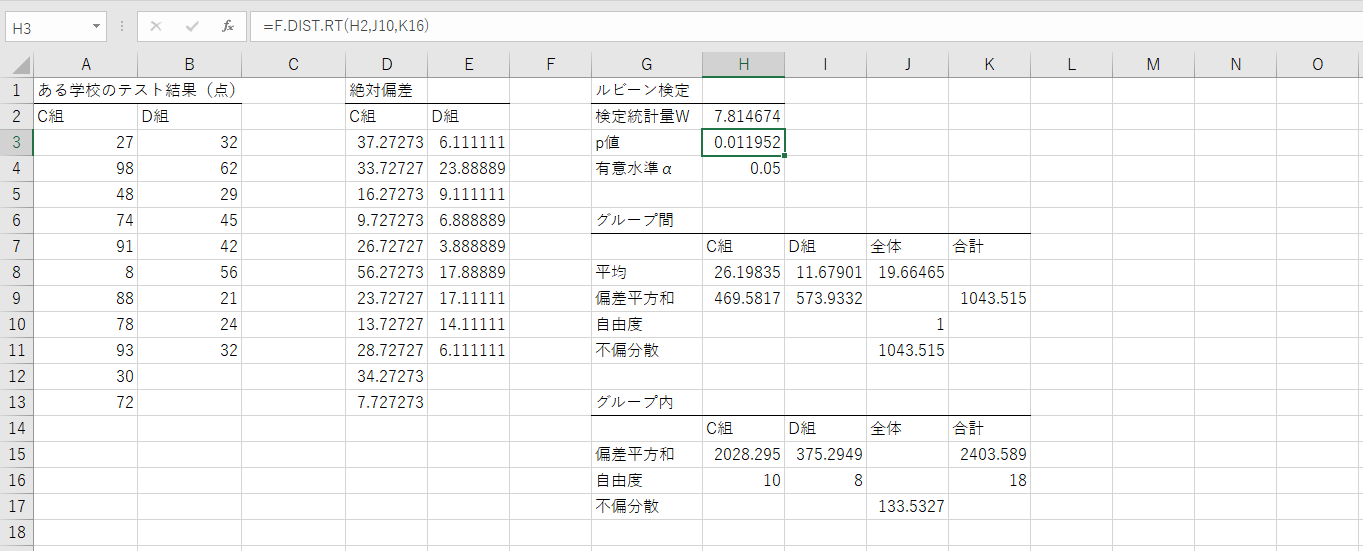 H3 fx =F.DIST.RT(H2,J10,K16)
A B C D E F G H I J K L M N O
1 ある学校のテスト結果（点） 絶対偏差 ルビーン検定
2 C組 D組 C組 D組 検定統計量W 7.814674
3 27 32 37.27273 6.111111 p値 0.011952
4 98 62 33.72727 23.88889 有意水準α 0.05
5 48 29 16.27273 9.111111
6 74 45 9.727273 6.888889 グループ間
7 91 42 26.72727 3.888889 C組 D組 全体 合計
8 8 56 56.27273 17.88889 平均 26.19835 11.67901 19.66465
9 88 21 23.72727 17.11111 偏差平方和 469.5817 573.9332 1043.515
10 78 24 13.72727 14.11111 自由度 1
11 93 32 28.72727 6.111111 不偏分散 1043.515
12 30 34.27273
13 72 7.727273 グループ内
14 C組 D組 全体 合計
15 偏差平方和 2028.295 375.2949 2403.589
16 自由度 10 8 18
17 不偏分散 133.5327
18